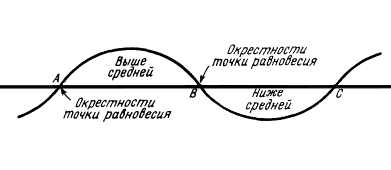 Окрестности
точки равновесия
Выше
средней
A
B
C
Окрестности
точки равновесия
Ниже
средней